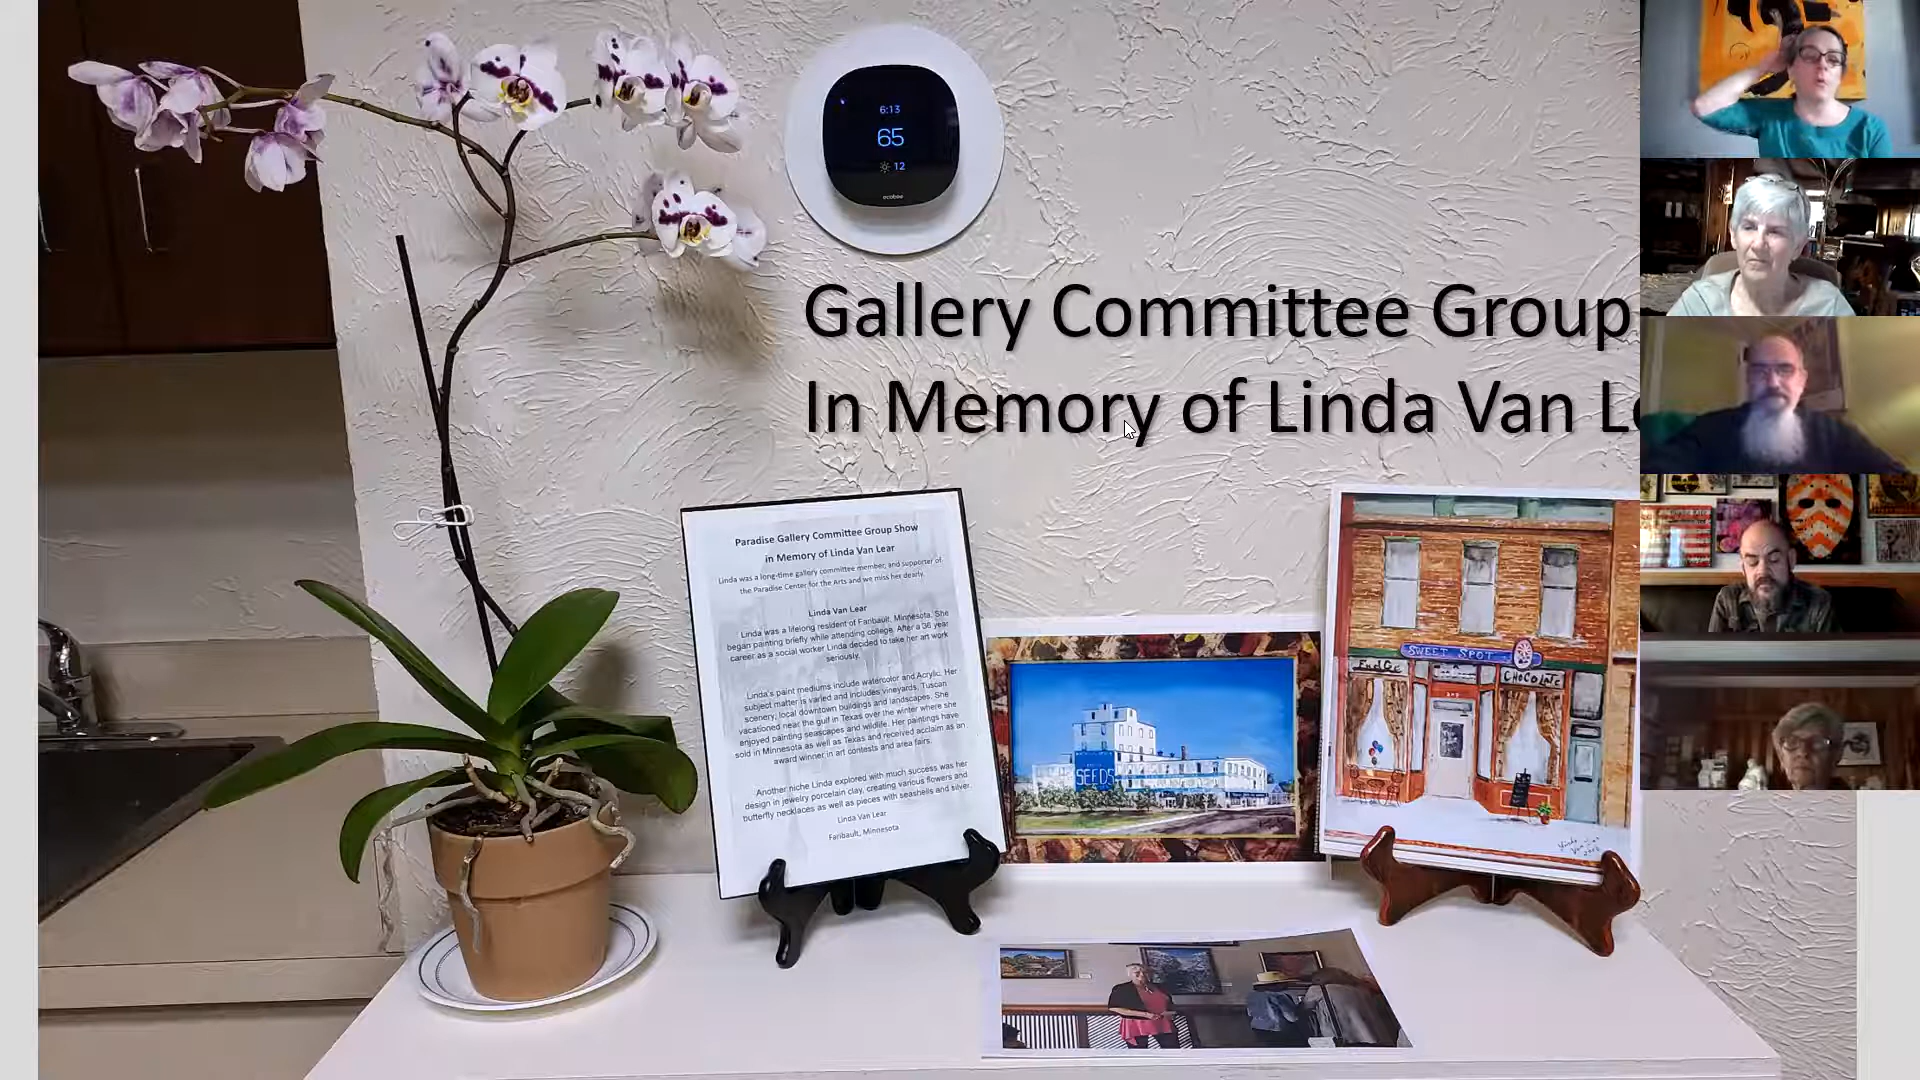 6:13
65
12
ecobee
Gallery Committee Group
In Memory of Linda Van L
Paradise Gallery Committee Group Show
in Memory of Linda Van Lear
Linda was a long-time gallery committee member, and supporter of
the Paradise Center for the Arts and we miss her dearly.
Linda Van Lear
Linda was a lifelong resident of Faribault, Minnesota. She
began painting briefly while attending college. After a 36 year
career as a social worker Linda decided to take her art work
seriously.
Linda's paint mediums include watercolor and Acrylic. Her
subject matter is varied and includes vineyards, Tuscan
scenery, local downtown buildings and landscapes. She
vacationed near the gulf in Texas over the winter where she
enjoyed painting seascapes and wildlife. Her paintings have
sold in Minnesota as well as Texas and received acclaim as an
award winner in art contests and area fairs.
Another niche Linda explored with much success was her
design in jewelry porcelain clay, creating various flowers and
butterfly necklaces as well as pieces with seashells and silver.
Linda Van Lear
Faribault, Minnesota
SEEDS
SWEET SPOT
FudGe
CHOCOLATE